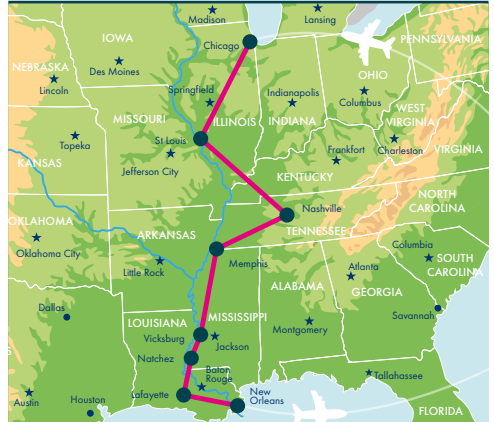 Madison
Lansing
IOWA
Chicago
PENNSYLVANIA
NEBRASKA
Des Moines
OHIO
Lincoln
Springfield
Indianapolis
Columbus
WEST
VIRGINIA
MISSOURI
ILLINOIS
INDIANA
Topeka
St Louis
Frankfort
Charleston
VIRGINIA
KANSAS
Jefferson City
KENTUCKY
NORTH
CAROLINA
Nashville
OKLAHOMA
ARKANSAS
TENNESSEE
Oklahoma City
Columbia
Memphis
Little Rock
Atlanta
SOUTH
CAROLINA
ALABAMA
GEORGIA
Dallas
LOUISIANA
MISSISSIPPI
Savannah
Vicksburg
Jackson
Montgomery
Natchez
Baton
Rouge
Tallahassee
Austin
Houston
Lafayette
New
Orleans
FLORIDA